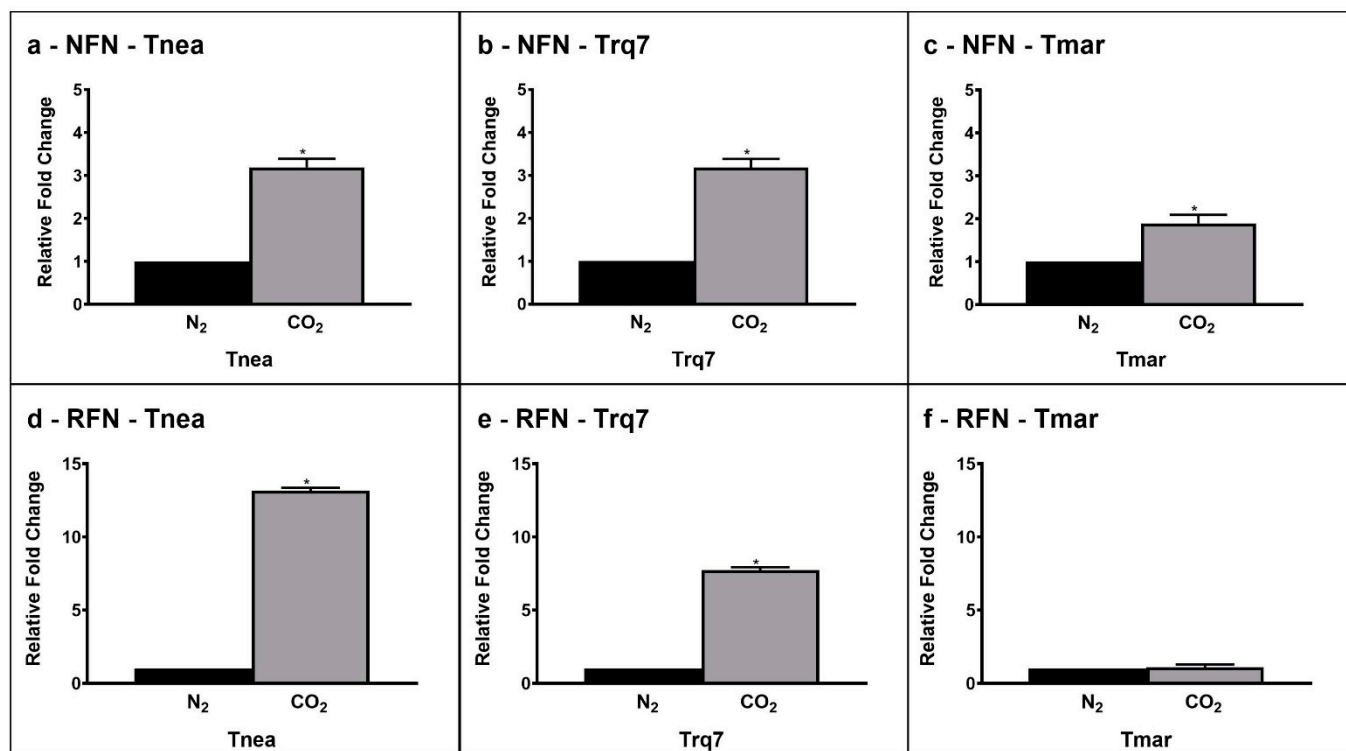 a - NFN - Tnea
Relative Fold Change
5
4
3
2
1
0
*
N₂ CO₂
Tnea
b - NFN - Trq7
Relative Fold Change
5
4
3
2
1
0
*
N₂ CO₂
Trq7
c - NFN - Tmar
Relative Fold Change
5
4
3
2
1
0
*
N₂ CO₂
Tmar
d - RFN - Tnea
Relative Fold Change
15
10
5
0
*
N₂ CO₂
Tnea
e - RFN - Trq7
Relative Fold Change
15
10
5
0
*
N₂ CO₂
Trq7
f - RFN - Tmar
Relative Fold Change
15
10
5
0
N₂ CO₂
Tmar